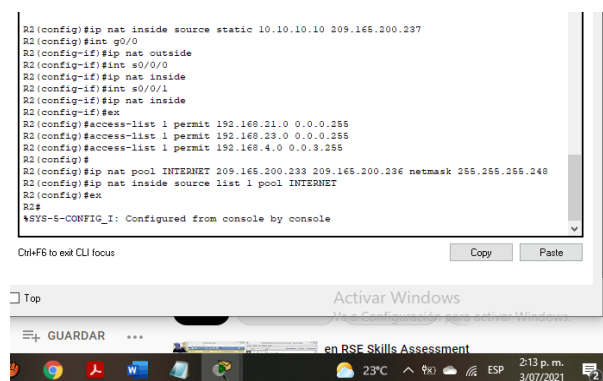 R2(config)#ip nat inside source static 10.10.10.10 209.165.200.237
R2(config)#int g0/0
R2(config-if)#ip nat outside
R2(config-if)#int s0/0/0
R2(config-if)#ip nat inside
R2(config-if)#int s0/0/1
R2(config-if)#ip nat inside
R2(config-if)#ex
R2(config)#access-list 1 permit 192.168.21.0 0.0.0.255
R2(config)#access-list 1 permit 192.168.23.0 0.0.0.255
R2(config)#access-list 1 permit 192.168.4.0 0.0.3.255
R2(config)#
R2(config)#ip nat pool INTERNET 209.165.200.233 209.165.200.236 netmask 255.255.255.248
R2(config)#ip nat inside source list 1 pool INTERNET
R2(config)#ex
R2#
%SYS-5-CONFIG_I: Configured from console by console
Ctrl+F6 to exit CLI focus
Copy
Paste
Top
Activar Windows
Ve a Configuración para activar Windows.
GUARDAR
en RSE Skills Assessment
23°C
ESP
2:13 p. m.
3/07/2021
2